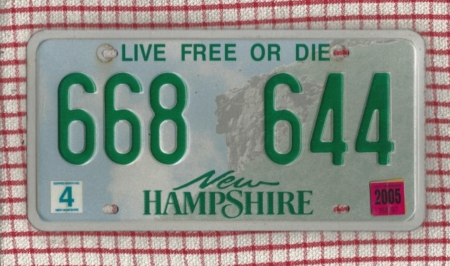 LIVE FREE OR DIE
668 644
New
HAMPSHIRE
4
2005